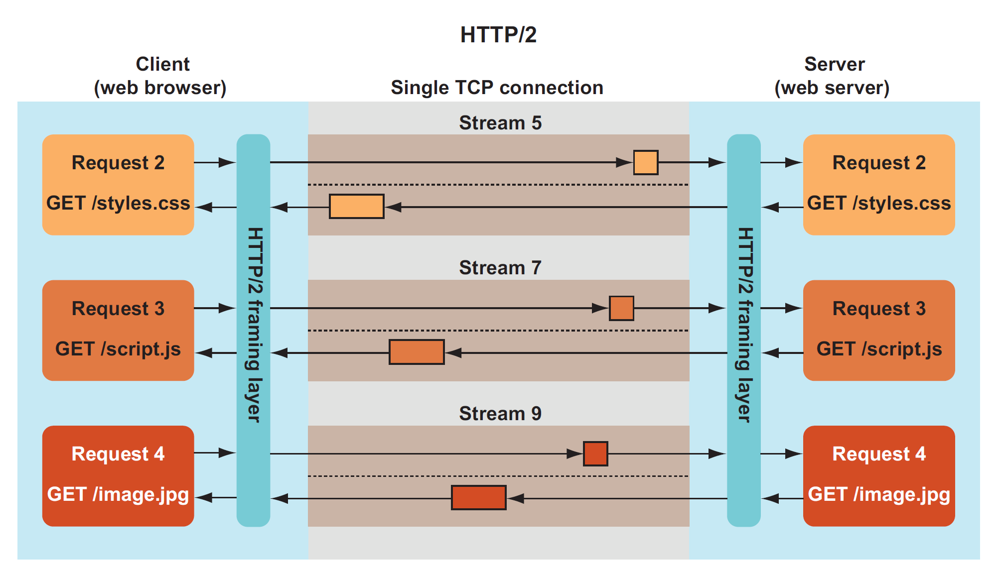 HTTP/2
Client
(web browser)
Single TCP connection
Server
(web server)
Stream 5
Request 2
GET /styles.css
Request 2
GET /styles.css
HTTP/2 framing layer
HTTP/2 framing layer
Stream 7
Request 3
GET /script.js
Request 3
GET /script.js
Stream 9
Request 4
GET /image.jpg
Request 4
GET /image.jpg